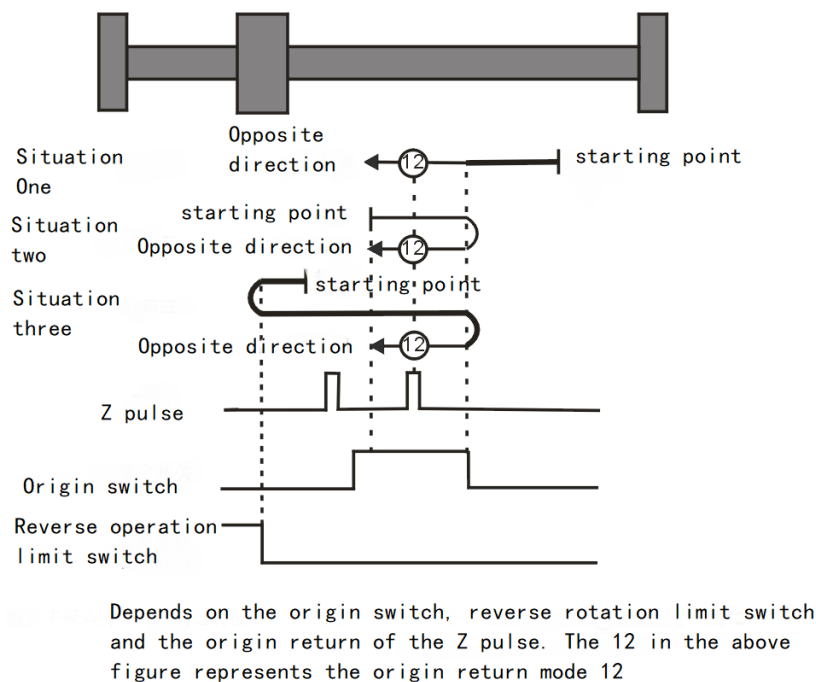 Opposite
direction
12
starting point
Situation
One
starting point
Situation
two
Opposite direction
12
starting point
Situation
three
Opposite direction
12
Z pulse
Origin switch
Reverse operation
limit switch
Depends on the origin switch, reverse rotation limit switch
and the origin return of the Z pulse. The 12 in the above
figure represents the origin return mode 12